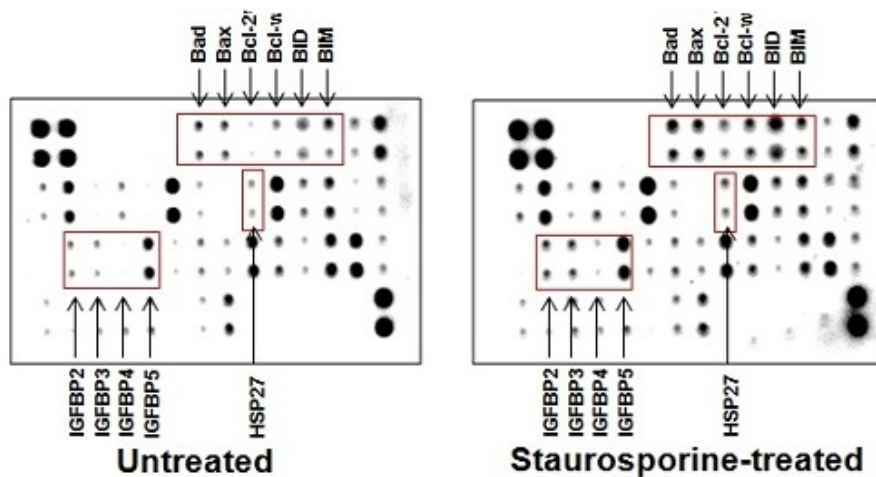 Bad Bax Bcl-2 Bcl-w BID BIM
Bad Bax Bcl-2 Bcl-w BID BIM
IGFBP2 IGFBP3 IGFBP4 IGFBP5 HSP27
IGFBP2 IGFBP3 IGFBP4 IGFBP5 HSP27
Untreated
Staurosporine-treated